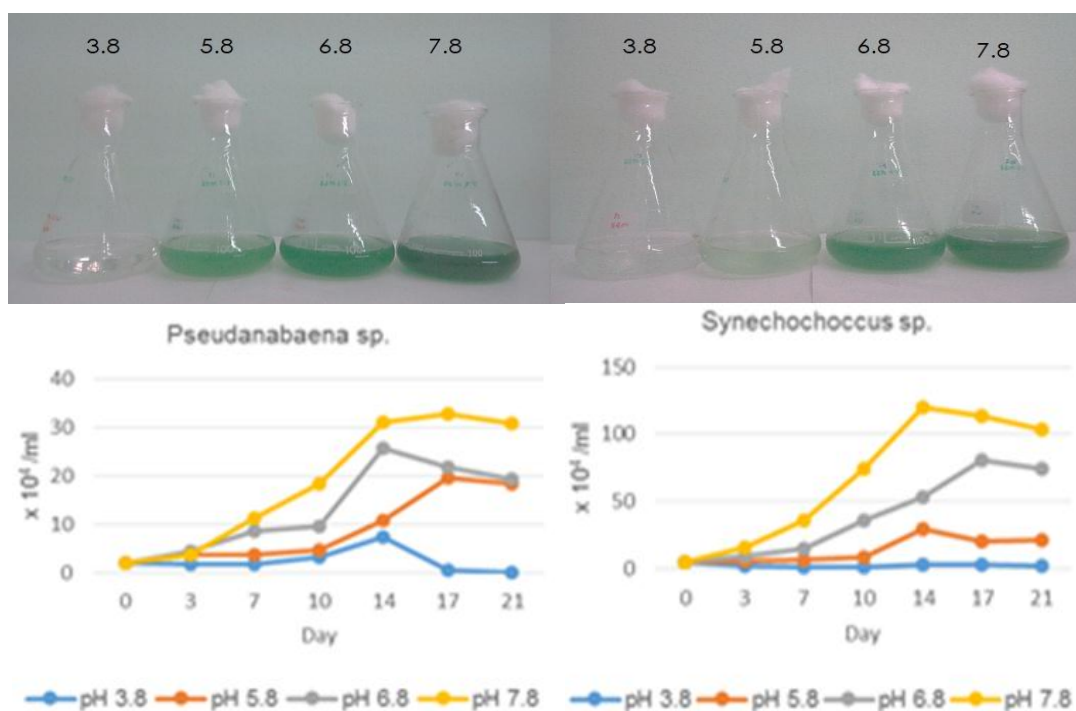 3.8 5.8 6.8 7.8
3.8 5.8 6.8 7.8
Pseudanabaena sp.
40
30
20
10
0
x 10⁴ /ml
0 3 7 10 14 17 21
Day
pH 3.8 pH 5.8 pH 6.8 pH 7.8
Synechochoccus sp.
150
100
50
0
x 10⁴ /ml
0 3 7 10 14 17 21
Day
pH 3.8 pH 5.8 pH 6.8 pH 7.8